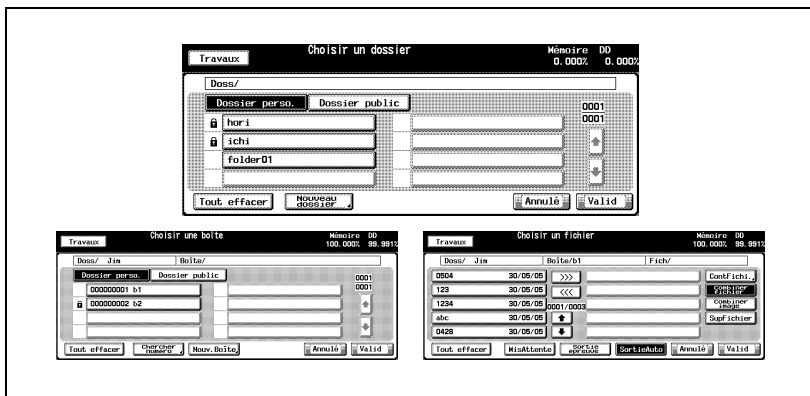 Travaux Choisir un dossier Mémoire DD
0.000% 0.000%
Doss/
Dossier perso. Dossier public
0001
0001
hori
ichi
folder01
Tout effacer Nouveau dossier Annulé Valid
Travaux Choisir une boîte Mémoire DD
100.000% 99.991%
Doss/ Jim Boîte/
Dossier perso. Dossier public
0001
0001
000000001 b1
000000002 b2
Tout effacer Chercher numéro Nouv.Boîte Annulé Valid
Travaux Choisir un fichier Mémoire DD
100.000% 99.991%
Doss/ Jim Boîte/b1 Fich/
0504 30/05/05 >>> ContFichi.
123 30/05/05 <<< Combiner fichier
1234 30/05/05 0001/0003 Combiner image
abc 30/05/05 SupFichier
0428 30/05/05
Tout effacer MisAttente Sortie épreuve SortieAuto Annulé Valid